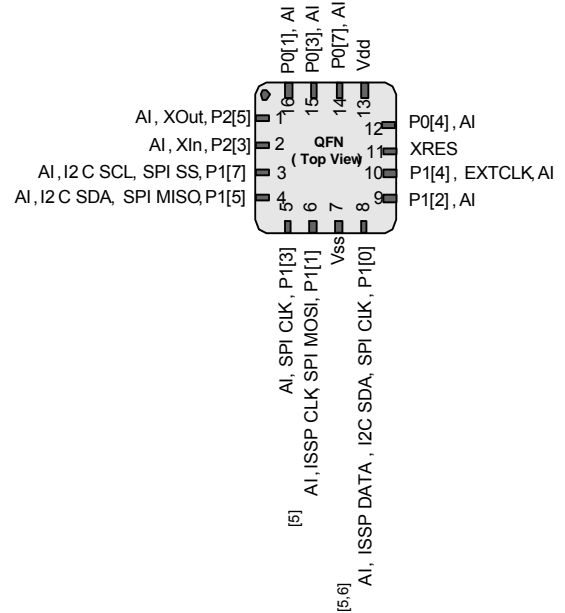 P0[1], AI
P0[3], AI
P0[7], AI
Vdd
16
15
14
13
AI, XOut, P2[5]
1
AI, XIn, P2[3]
2
AI, I2 C SCL, SPI SS, P1[7]
3
AI, I2 C SDA, SPI MISO, P1[5]
4
QFN
( Top View)
12
P0[4], AI
11
XRES
10
P1[4], EXTCLK, AI
9
P1[2], AI
5
6
7
8
AI, SPI CLK, P1[3]
AI, ISSP CLK, SPI MOSI, P1[1]
[5]
Vss
AI, ISSP DATA, I2C SDA, SPI CLK, P1[0]
[5,6]